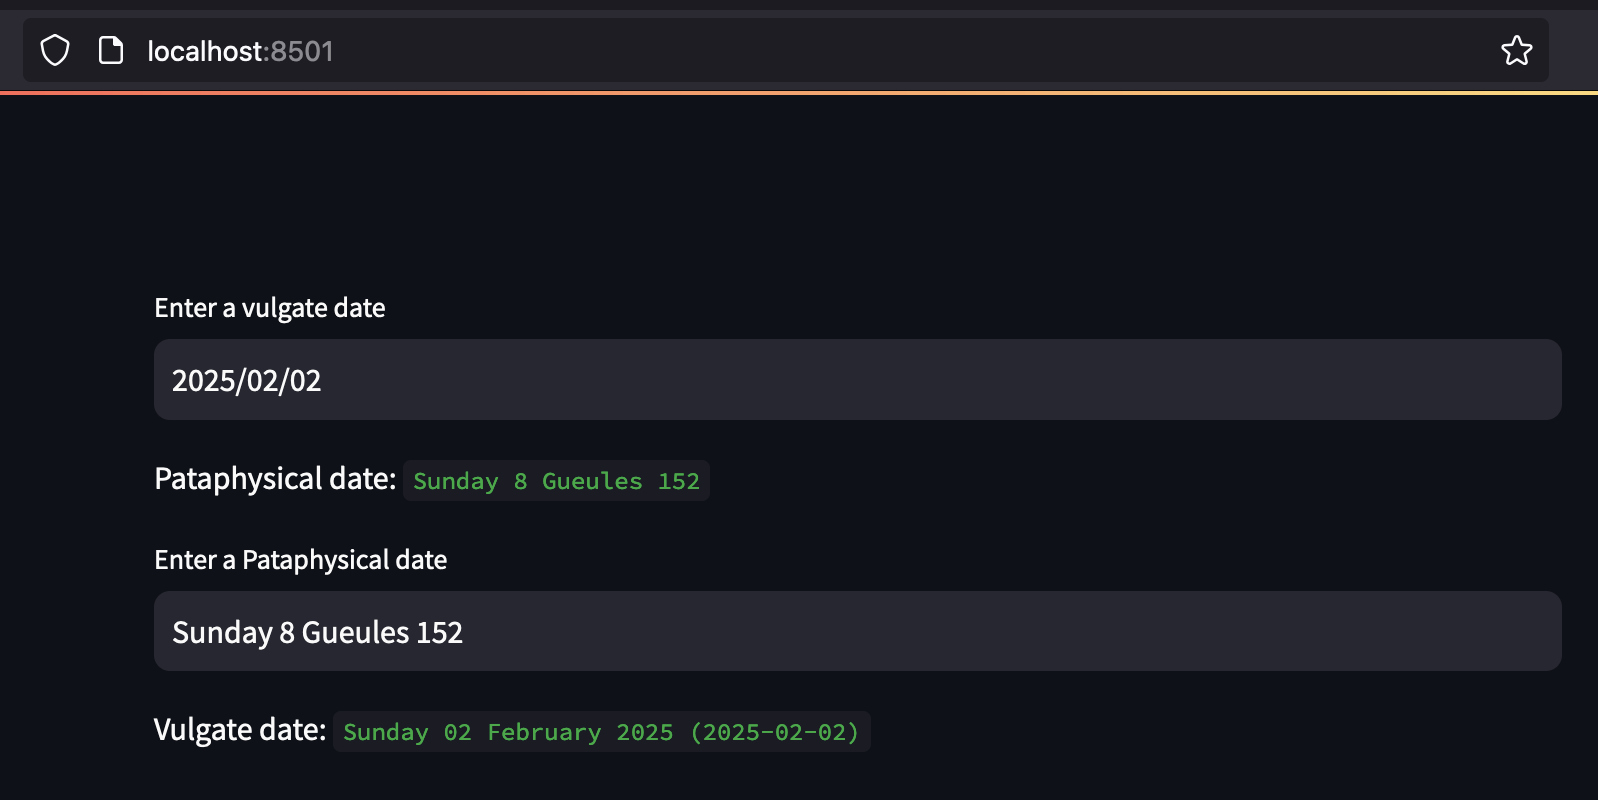 localhost:8501
Enter a vulgate date
2025/02/02
Pataphysical date: Sunday 8 Gueules 152
Enter a Pataphysical date
Sunday 8 Gueules 152
Vulgate date: Sunday 02 February 2025 (2025-02-02)